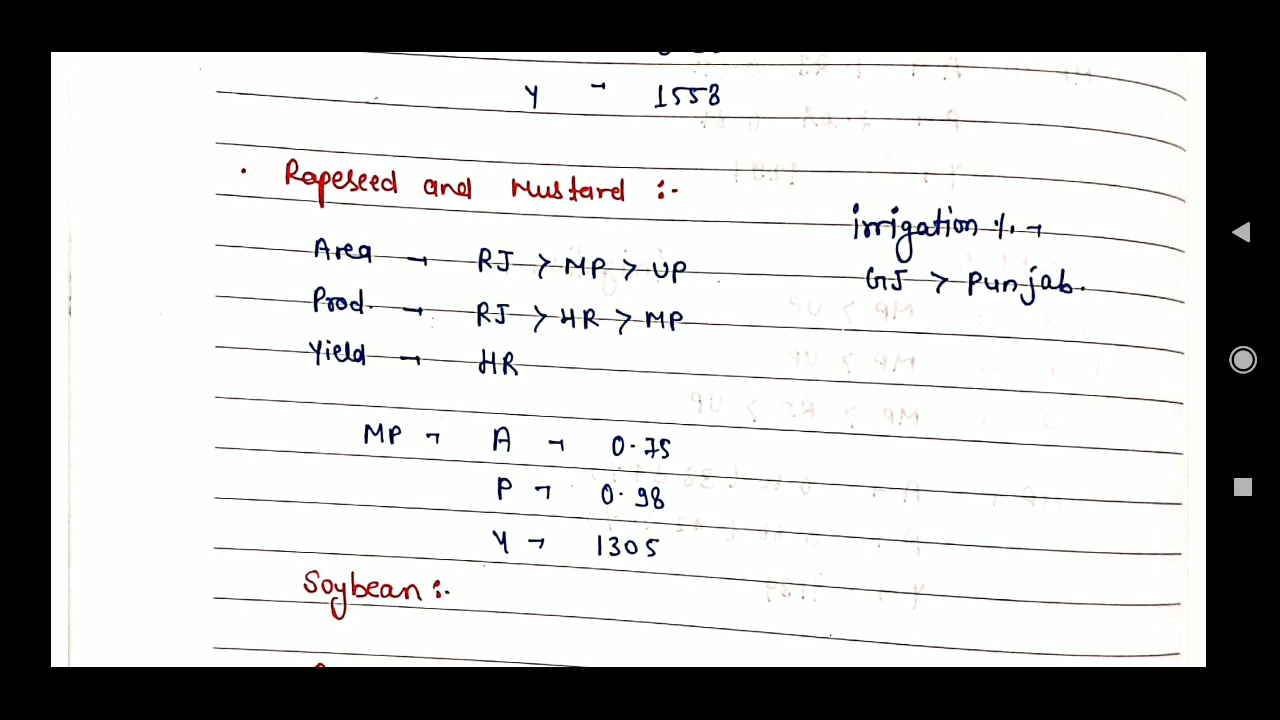 Y → 1558
· Rapeseed and Mustard :-
irrigation % →
Area → RJ > MP > UP
GJ > Punjab.
Prod. → RJ > HR > MP
Yield → HR
MP → A → 0.75
P → 0.98
Y → 1305
Soybean :-